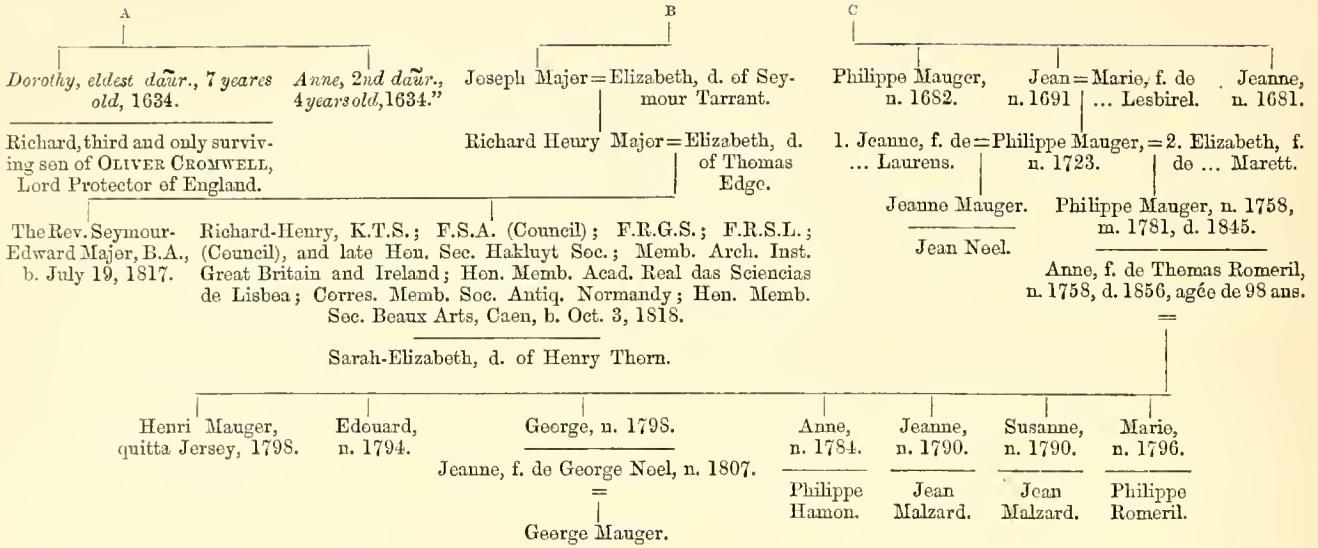 A
B
C
Dorothy, eldest daũr., 7 yeares
old, 1634.
Anne, 2nd daũr.,
4 years old, 1634.”
Joseph Major=Elizabeth, d. of Sey-
mour Tarrant.
Philippe Mauger,
n. 1682.
Jean=Marie, f. de
n. 1691 ... Lesbirel.
Jeanne,
n. 1681.
Richard, third and only surviv-
ing son of OLIVER CROMWELL,
Lord Protector of England.
Richard Henry Major=Elizabeth, d.
of Thomas
Edge.
1. Jeanne, f. de=Philippe Mauger,=2. Elizabeth, f.
... Laurens. n. 1723. de ... Marett.
Jeanne Mauger.
Jean Noel.
Philippe Mauger, n. 1758,
m. 1781, d. 1845.
Anne, f. de Thomas Romeril,
n. 1758, d. 1856, agée de 98 ans.
=
The Rev. Seymour-
Edward Major, B.A.,
b. July 19, 1817.
Richard-Henry, K.T.S.; F.S.A. (Council); F.R.G.S.; F.R.S.L.;
(Council), and late Hon. Sec. Hakluyt Soc.; Memb. Arch. Inst.
Great Britain and Ireland; Hon. Memb. Acad. Real das Sciencias
de Lisboa; Corres. Memb. Soc. Antiq. Normandy; Hon. Memb.
Soc. Beaux Arts, Caen, b. Oct. 3, 1818.
Sarah-Elizabeth, d. of Henry Thorn.
Henri Mauger,
quitta Jersey, 1798.
Edouard,
n. 1794.
George, n. 1798.
Jeanne, f. de George Noel, n. 1807.
=
George Mauger.
Anne,
n. 1784.
Philippe
Hamon.
Jeanne,
n. 1790.
Jean
Malzard.
Susanne,
n. 1790.
Jean
Malzard.
Marie,
n. 1796.
Philippe
Romeril.